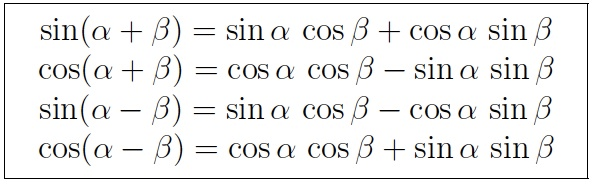 sin(α + β) = sin α cos β + cos α sin β
cos(α + β) = cos α cos β − sin α sin β
sin(α − β) = sin α cos β − cos α sin β
cos(α − β) = cos α cos β + sin α sin β